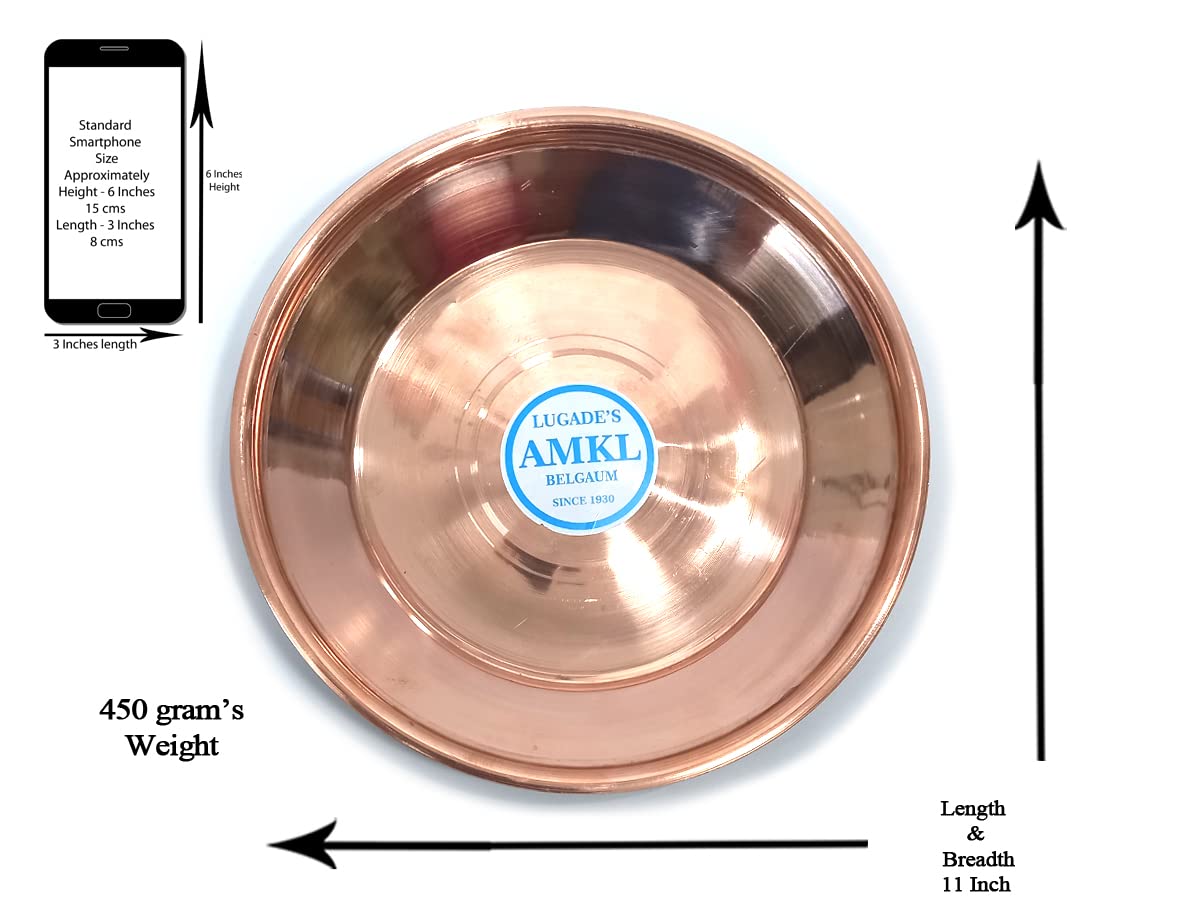 Standard
Smartphone
Size
Approximately
Height - 6 Inches
15 cms
Length - 3 Inches
8 cms
6 Inches
Height
3 Inches length
LUGADE'S
AMKL
BELGAUM
SINCE 1930
450 gram's
Weight
Length
&
Breadth
11 Inch